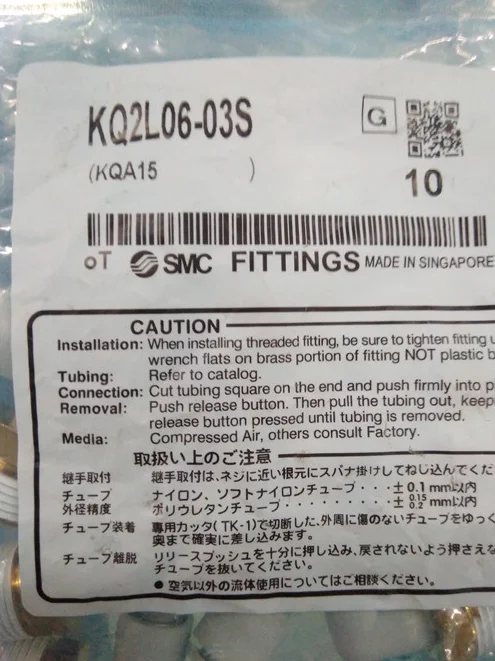 KQ2L06-03S
G
(KQA15 )
10
oT SMC FITTINGS MADE IN SINGAPORE
CAUTION
Installation: When installing threaded fitting, be sure to tighten fitting
wrench flats on brass portion of fitting NOT plastic
Tubing: Refer to catalog.
Connection: Cut tubing square on the end and push firmly into
Removal: Push release button. Then pull the tubing out,
release button pressed until tubing is removed.
Media: Compressed Air, others consult Factory.
取扱い上のご注意
継手取付 継手取付は、ネジに近い根元にスパナ掛けしてねじ込んでくだ
チューブ ナイロン、ソフトナイロンチューブ・・・・± 0.1 mm以内
外径精度 ポリウレタンチューブ・・・・・・・・・± 0.15 0.2 mm以内
チューブ装着 専用カッタ(TK-1)で切断した、外周に傷のないチューブをゆっく
奥まで確実に差し込みます。
チューブ離脱 リリースプッシュを十分に押し込み、戻されないよう押さえな
チューブを抜いてください。
● 空気以外の流体使用についてはご相談ください。